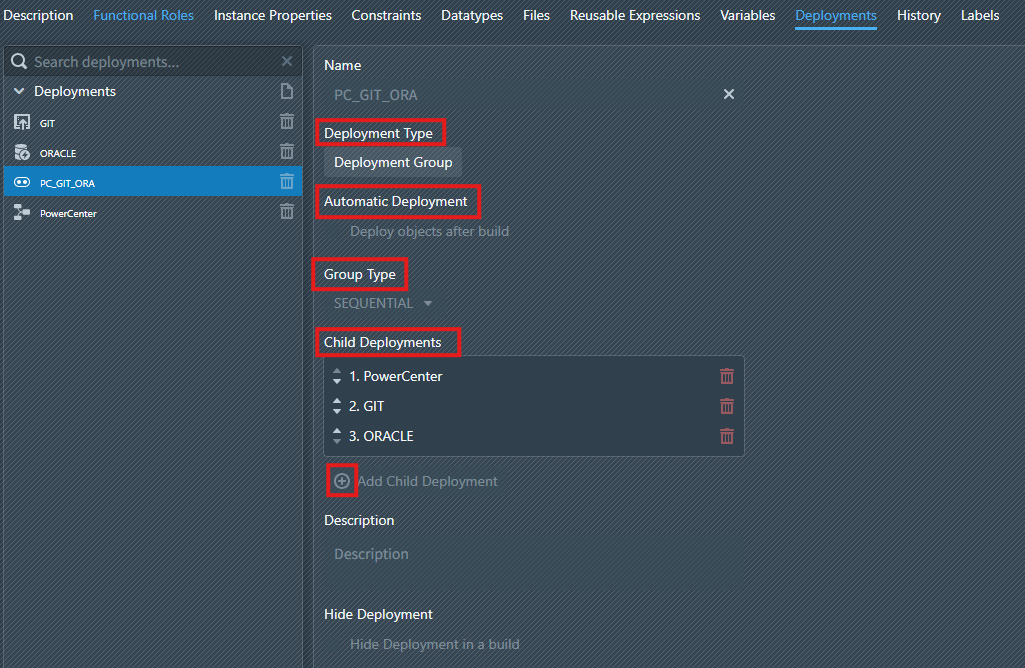 Description Functional Roles Instance Properties Constraints Datatypes Files Reusable Expressions Variables Deployments History Labels
Search deployments...
Deployments
GIT
ORACLE
PC_GIT_ORA
PowerCenter
Name
PC_GIT_ORA
Deployment Type
Deployment Group
Automatic Deployment
Deploy objects after build
Group Type
SEQUENTIAL
Child Deployments
1. PowerCenter
2. GIT
3. ORACLE
Add Child Deployment
Description
Description
Hide Deployment
Hide Deployment in a build